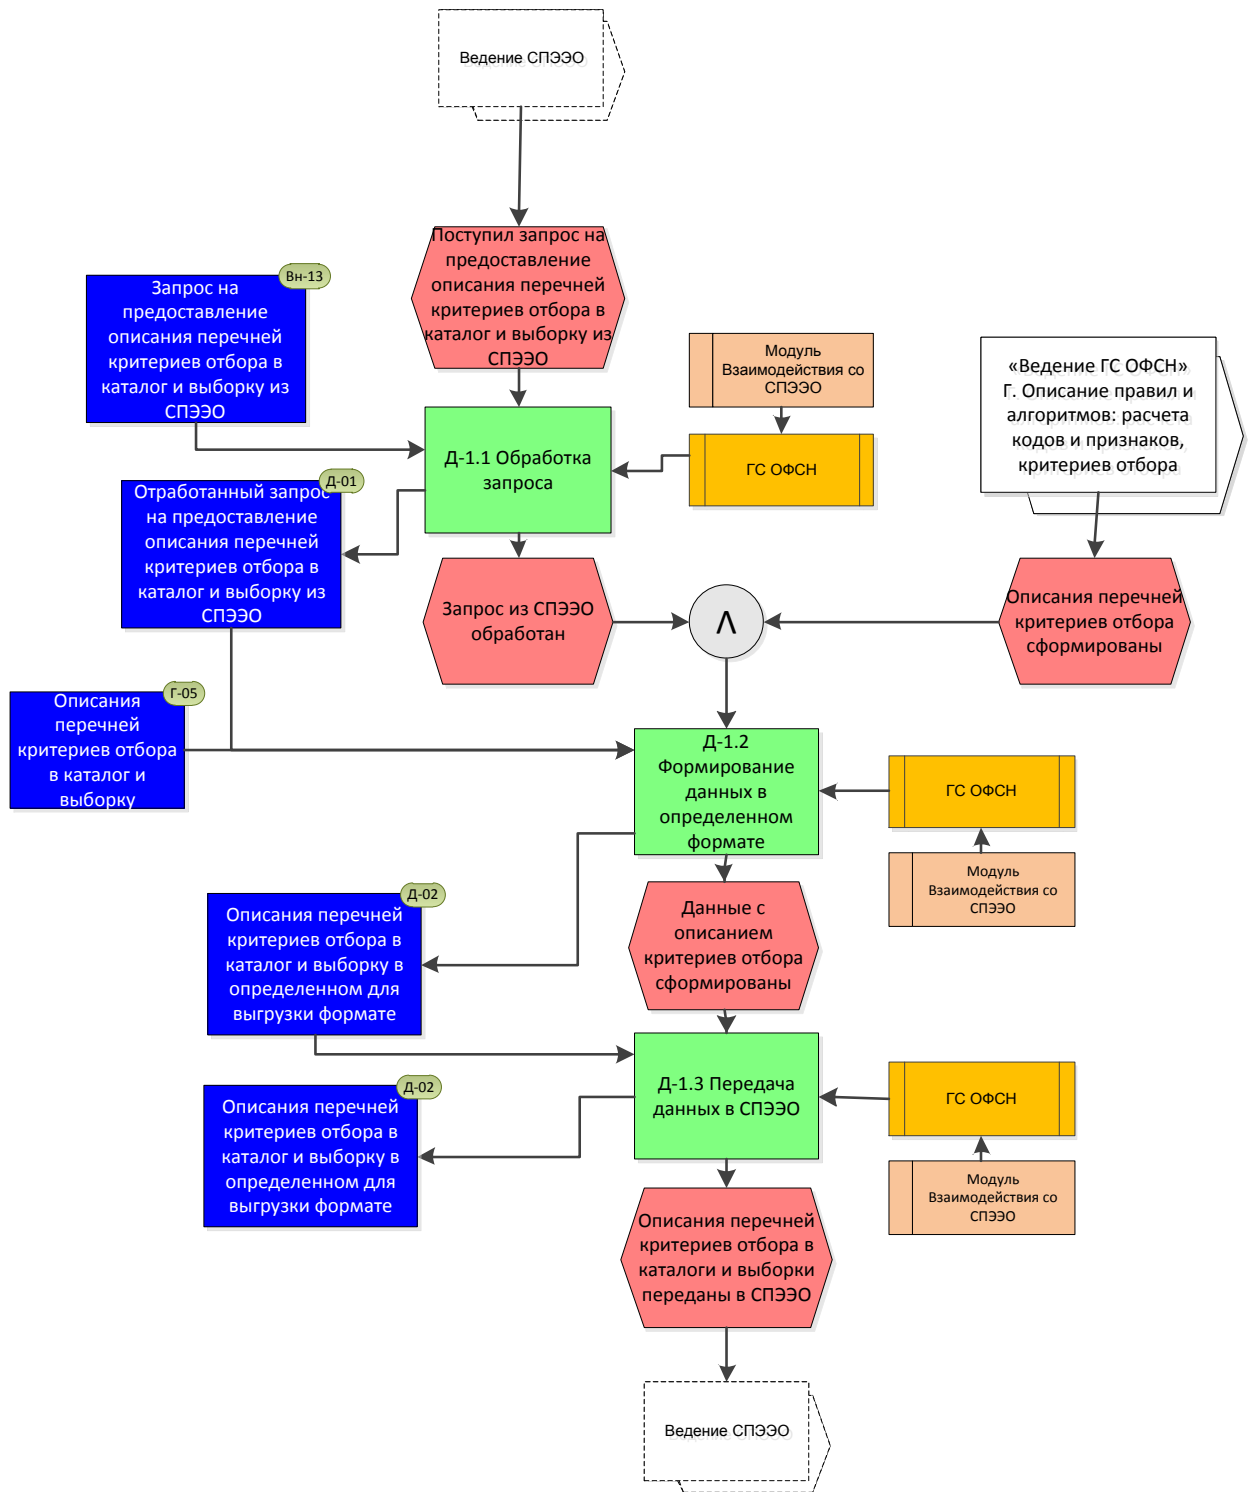 Ведение СПЭЭО
Поступил запрос на
предоставление
описания перечней
критериев отбора в
каталог и выборку из
СПЭЭО
Вн-13
Запрос на
предоставление
описания перечней
критериев отбора в
каталог и выборку из
СПЭЭО
Модуль
Взаимодействия со
СПЭЭО
ГС ОФСН
«Ведение ГС ОФСН»
Г. Описание правил и
алгоритмов: расчета
кодов и признаков,
критериев отбора
Д-1.1 Обработка
запроса
Д-01
Отработанный запрос
на предоставление
описания перечней
критериев отбора в
каталог и выборку из
СПЭЭО
Запрос из СПЭЭО
обработан
Λ
Описания перечней
критериев отбора
сформированы
Г-05
Описания
перечней
критериев отбора
в каталог и
выборку
Д-1.2
Формирование
данных в
определенном
формате
ГС ОФСН
Модуль
Взаимодействия со
СПЭЭО
Д-02
Описания перечней
критериев отбора в
каталог и выборку в
определенном для
выгрузки формате
Данные с
описанием
критериев отбора
сформированы
Д-1.3 Передача
данных в СПЭЭО
ГС ОФСН
Модуль
Взаимодействия со
СПЭЭО
Д-02
Описания перечней
критериев отбора в
каталог и выборку в
определенном для
выгрузки формате
Описания перечней
критериев отбора в
каталоги и выборки
переданы в СПЭЭО
Ведение СПЭЭО